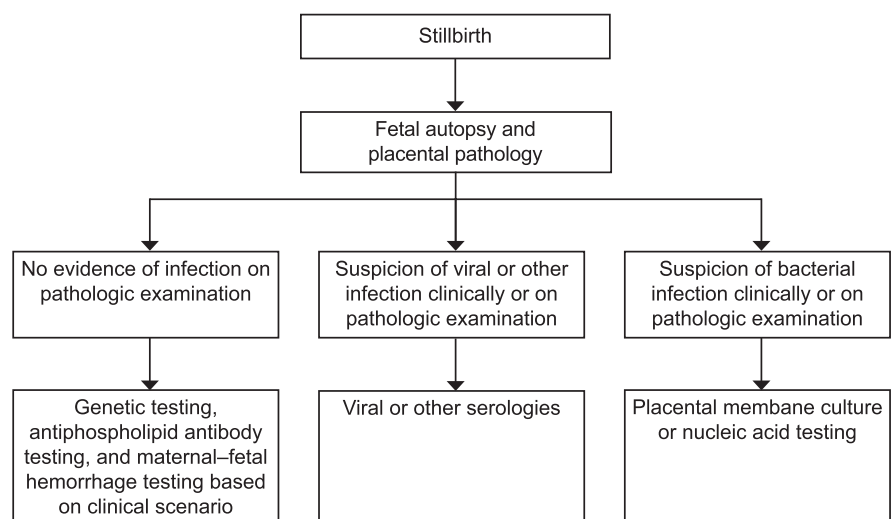 Stillbirth
Fetal autopsy and
placental pathology
No evidence of infection on
pathologic examination
Suspicion of viral or other
infection clinically or on
pathologic examination
Suspicion of bacterial
infection clinically or on
pathologic examination
Genetic testing,
antiphospholipid antibody
testing, and maternal–fetal
hemorrhage testing based
on clinical scenario
Viral or other serologies
Placental membane culture
or nucleic acid testing